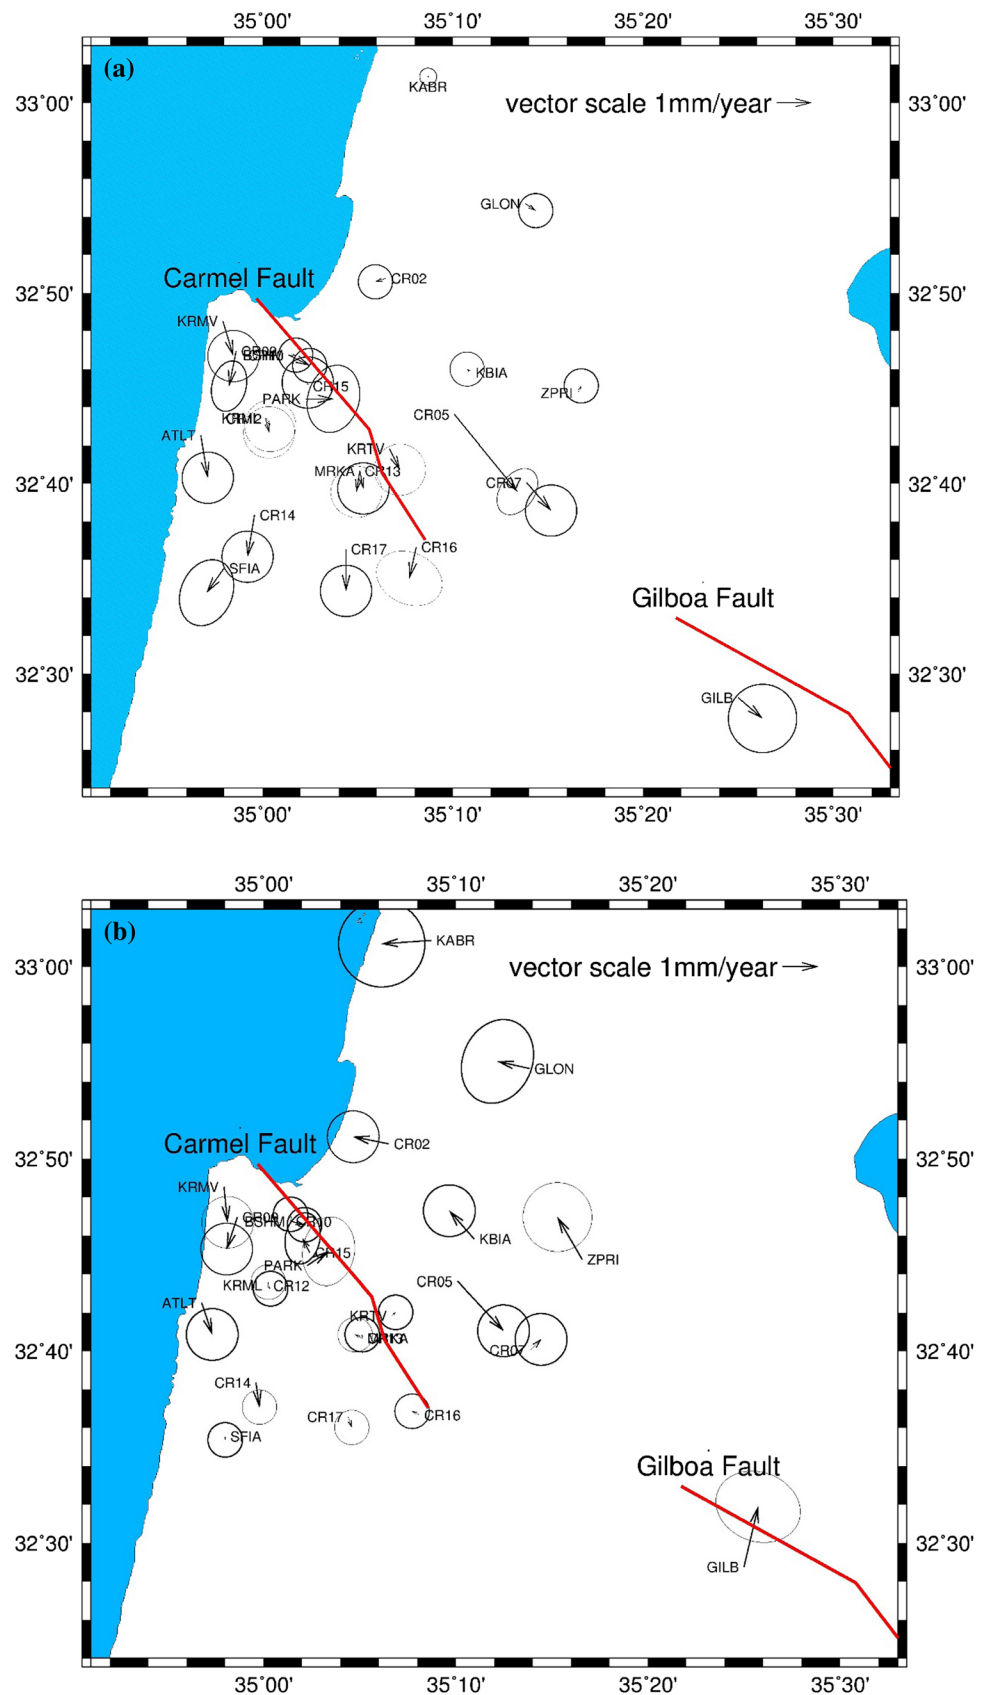 35°00' 35°10' 35°20' 35°30'
(a)
KABR
33°00' vector scale 1mm/year 33°00'
GLON
Carmel Fault CR02
32°50' 32°50'
KRMV
CR09
KBIA
CR15
ZPRI
PARK
CR05
ATLT
KRTV
MRKA CR13
32°40' CR07 32°40'
CR14
CR17 CR16
SFIA
Gilboa Fault
32°30' 32°30'
GILB
35°00' 35°10' 35°20' 35°30'
35°00' 35°10' 35°20' 35°30'
(b)
KABR
33°00' vector scale 1mm/year 33°00'
GLON
Carmel Fault CR02
32°50' 32°50'
KRMV
CR09
BSHM CR10
KBIA
CR15
PARK ZPRI
KRML CR12 CR05
ATLT
KRTV
32°40' CR07 32°40'
CR14
CR17 CR16
SFIA
Gilboa Fault
32°30' 32°30'
GILB
35°00' 35°10' 35°20' 35°30'